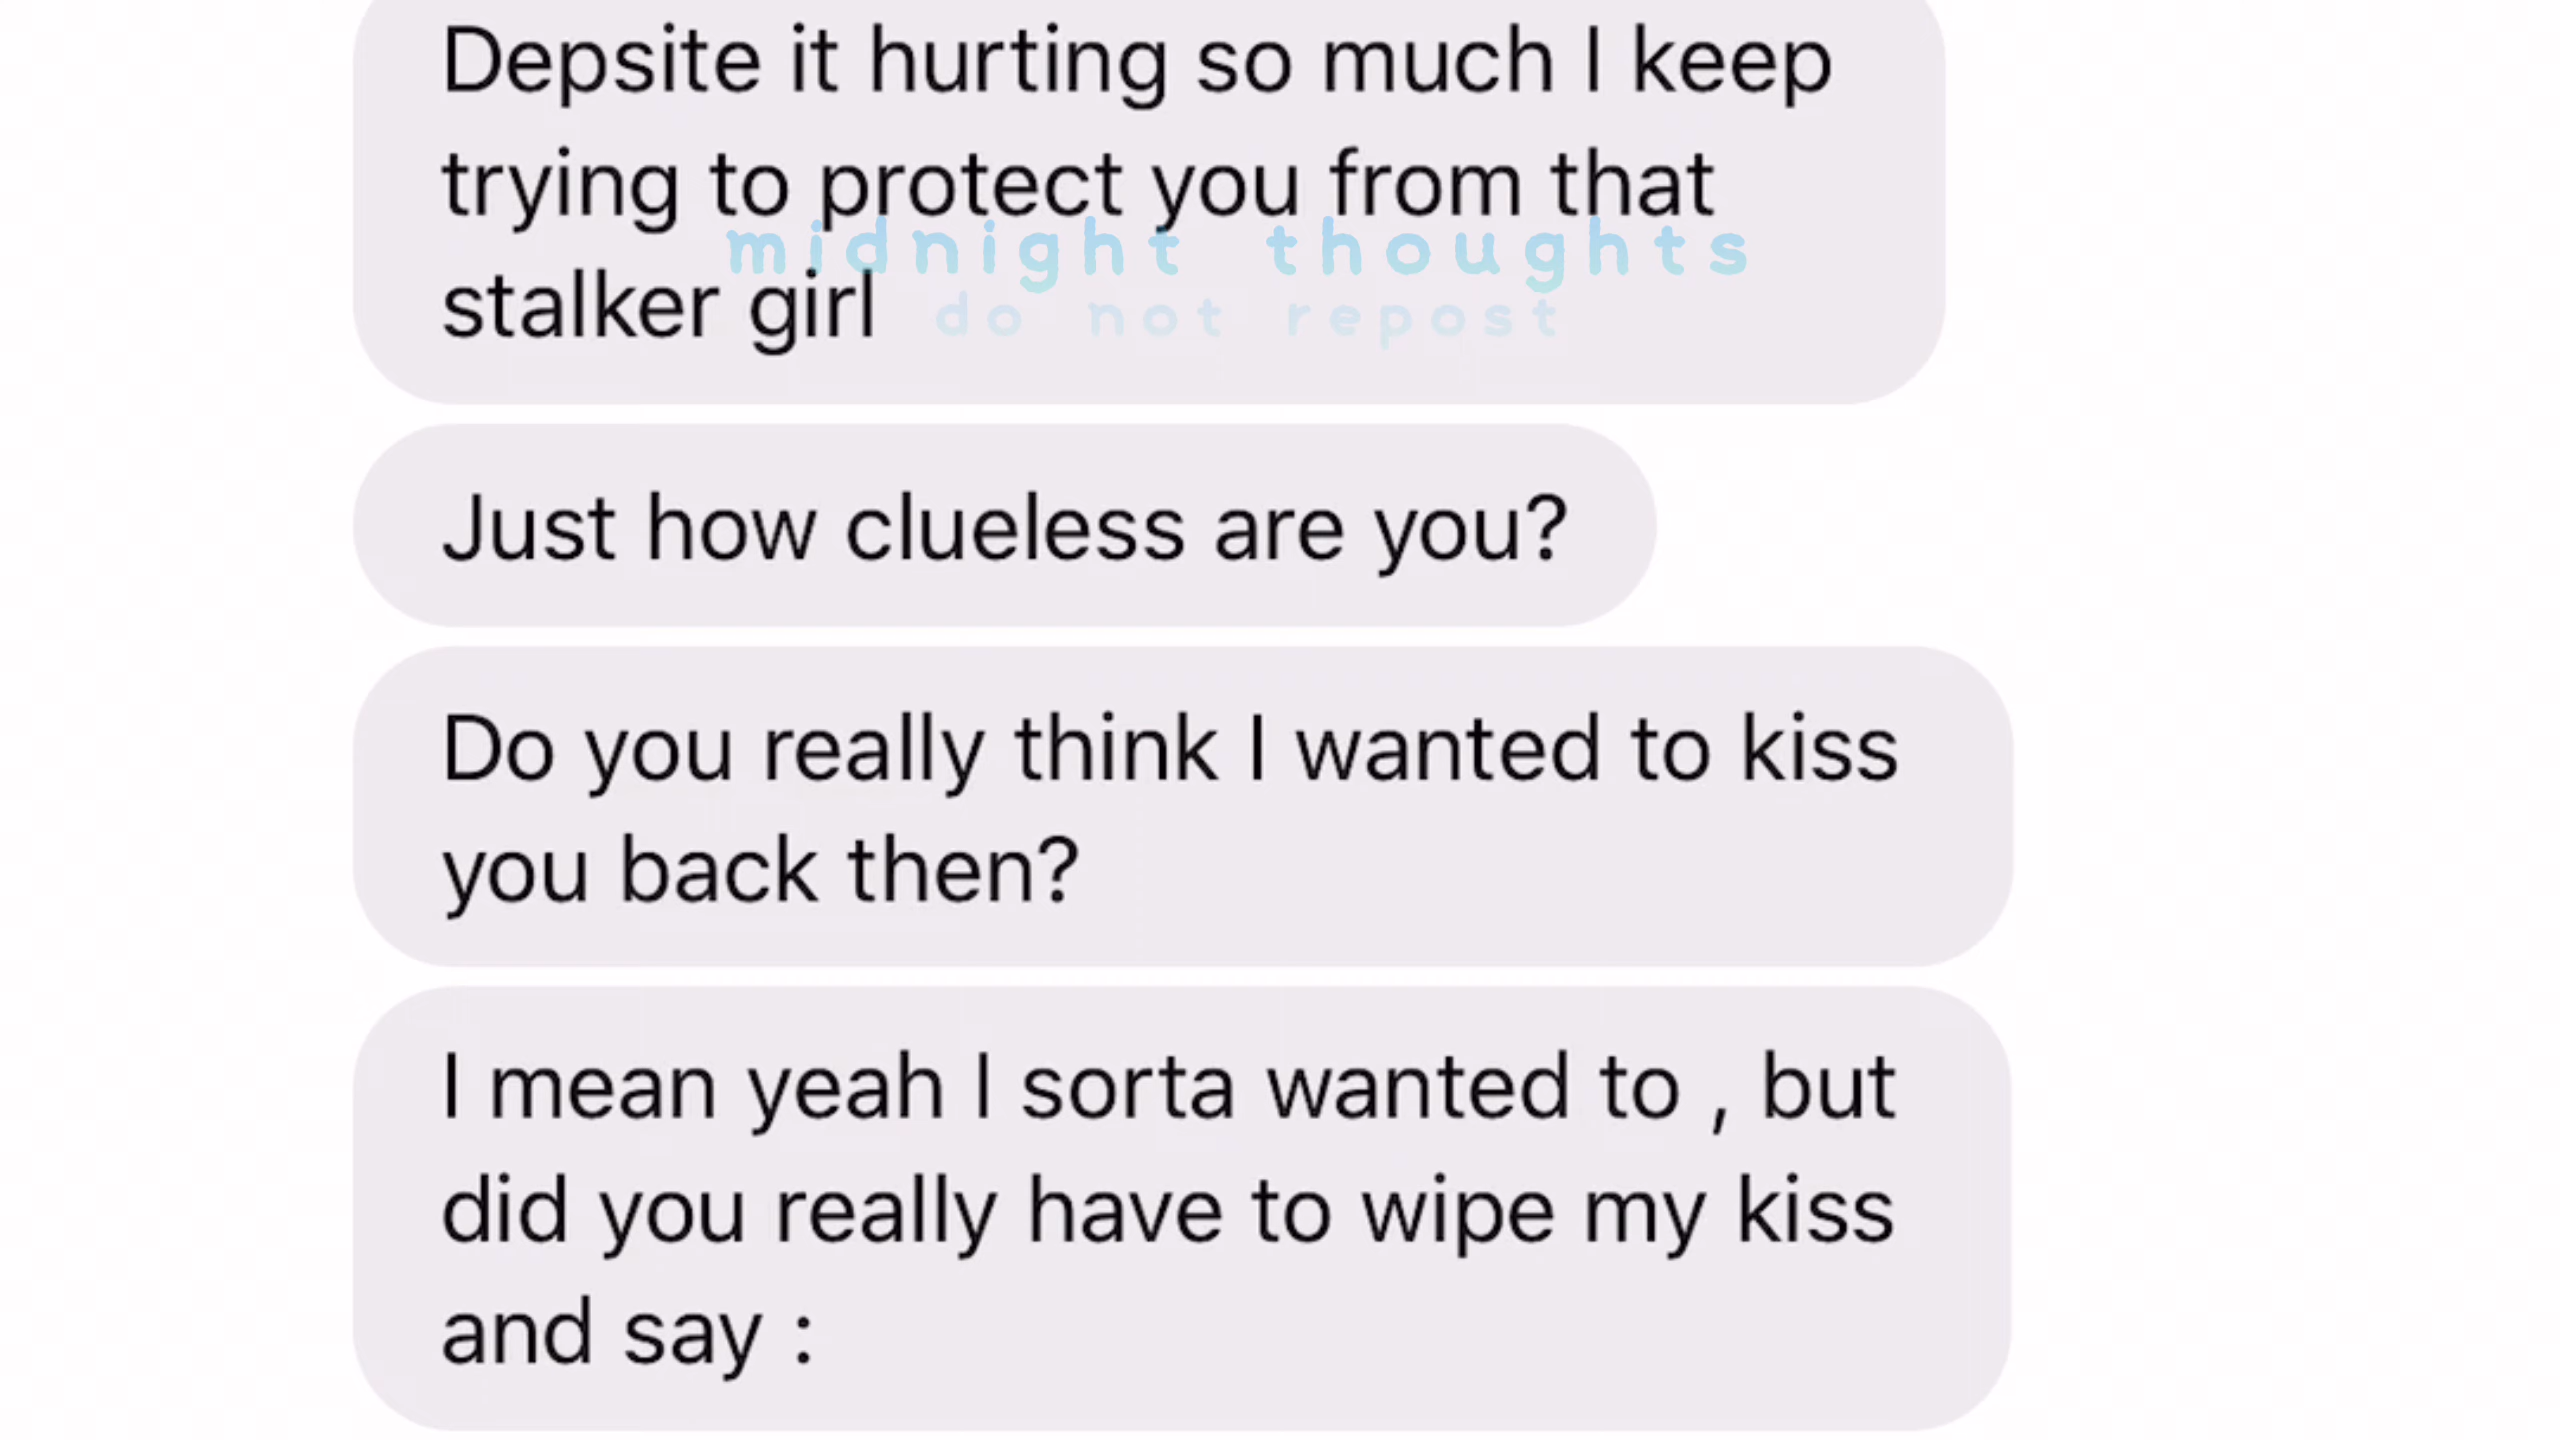 Depsite it hurting so much I keep
trying to protect you from that
midnight thoughts
stalker girl
do not repost
Just how clueless are you?
Do you really think I wanted to kiss
you back then?
I mean yeah I sorta wanted to , but
did you really have to wipe my kiss
and say :